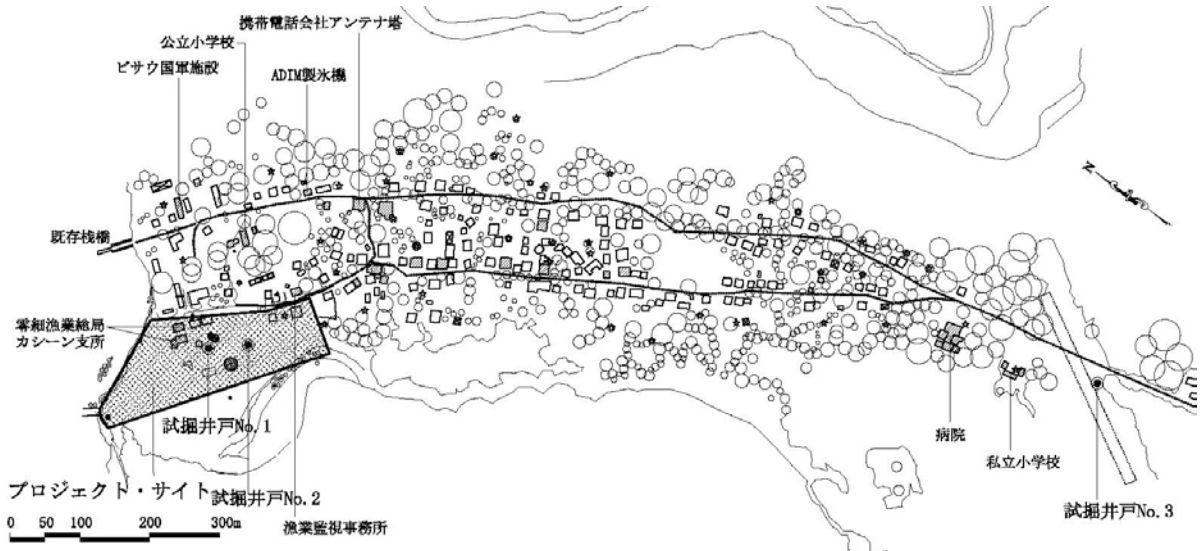 携帯電話会社アンテナ塔
公立小学校
ビサウ国軍施設
ADIM製氷機
N
既存桟橋
零細漁業総局
カシーン支所
試掘井戸No.1
病院
私立小学校
プロジェクト・サイト
試掘井戸No.2
試掘井戸No.3
漁業監視事務所
0 50 100 200 300m